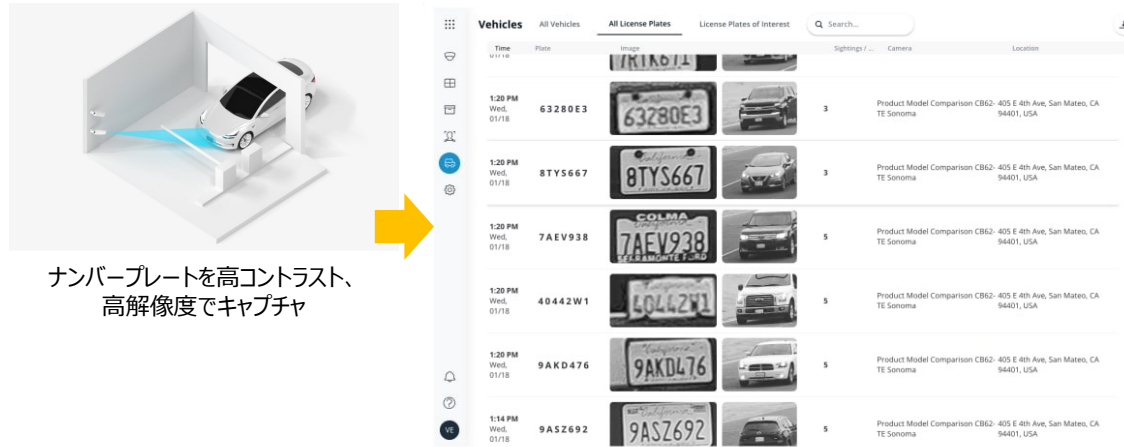 ナンバープレートを高コントラスト、
高解像度でキャプチャ
Vehicles All Vehicles All License Plates License Plates of Interest Search...
Time Plate Image Sightings / ... Camera Location
01/18
7R1K671
1:20 PM
Wed,
01/18
63280E3
63280E3
3
Product Model Comparison CB62-
TE Sonoma
405 E 4th Ave, San Mateo, CA
94401, USA
1:20 PM
Wed,
01/18
8TYS667
California
8TYS667
3
Product Model Comparison CB62-
TE Sonoma
405 E 4th Ave, San Mateo, CA
94401, USA
1:20 PM
Wed,
01/18
7AEV938
COLMA
California
7AEV938
SERRAMONTE FORD
5
Product Model Comparison CB62-
TE Sonoma
405 E 4th Ave, San Mateo, CA
94401, USA
1:20 PM
Wed,
01/18
40442W1
40442W1
5
Product Model Comparison CB62-
TE Sonoma
405 E 4th Ave, San Mateo, CA
94401, USA
1:20 PM
Wed,
01/18
9AKD476
California
9AKD476
5
Product Model Comparison CB62-
TE Sonoma
405 E 4th Ave, San Mateo, CA
94401, USA
1:14 PM
Wed,
01/18
9ASZ692
California
9ASZ692
5
Product Model Comparison CB62-
TE Sonoma
405 E 4th Ave, San Mateo, CA
94401, USA
VE